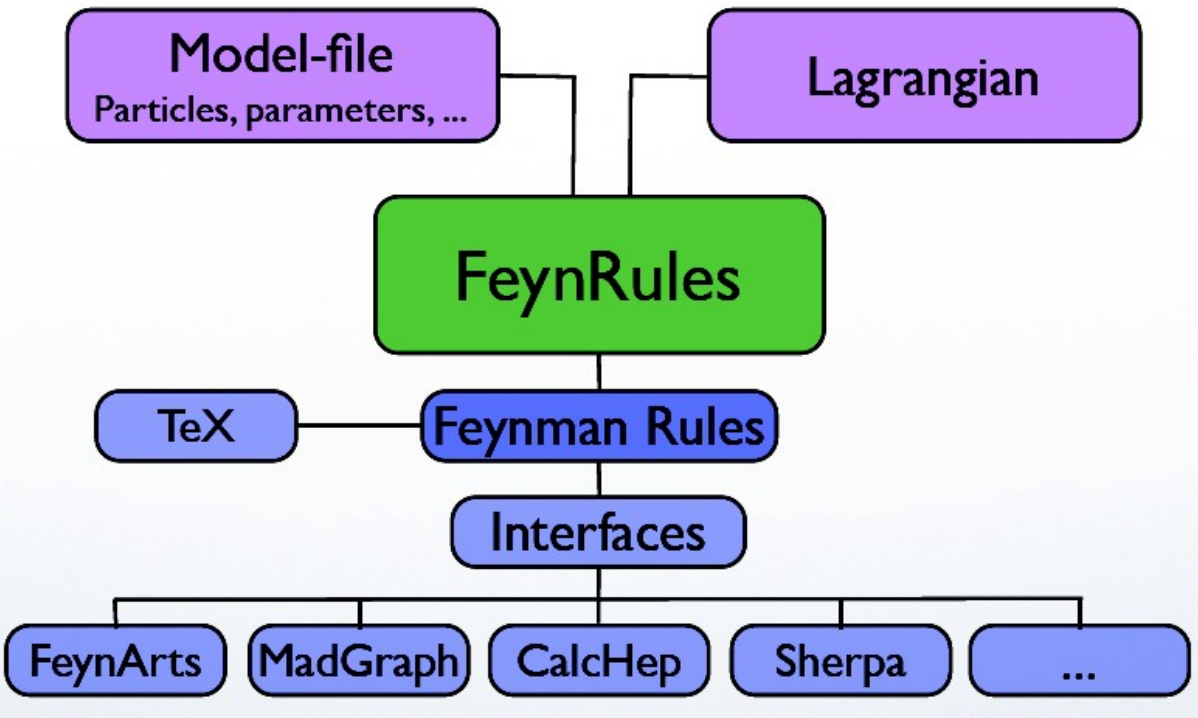 Model-file
Particles, parameters, ...
Lagrangian
FeynRules
TeX
Feynman Rules
Interfaces
FeynArts
MadGraph
CalcHep
Sherpa
...